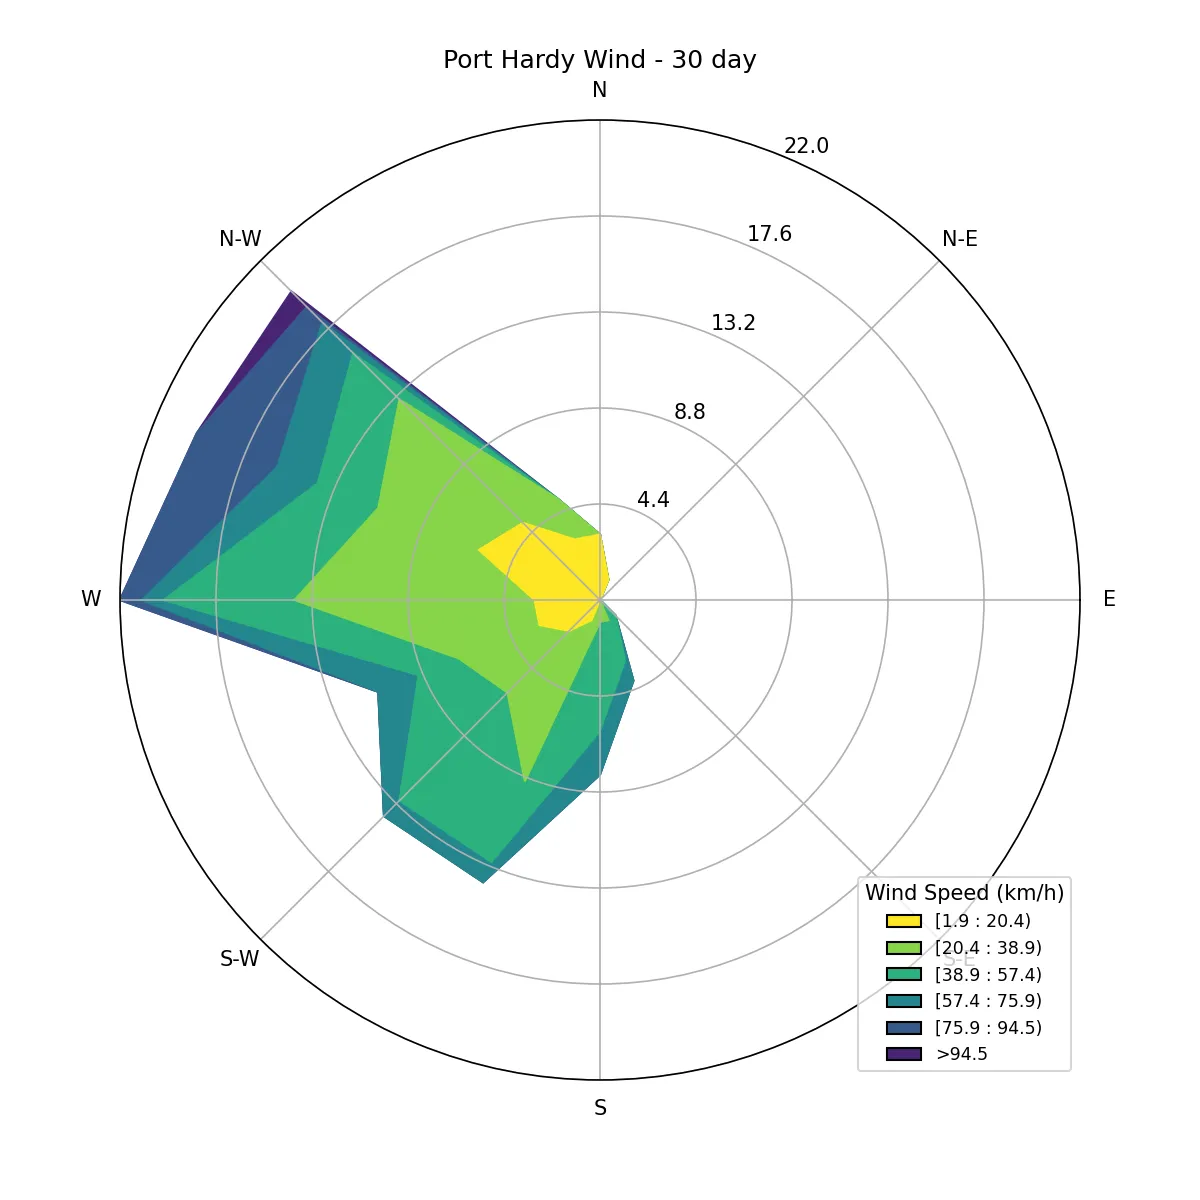 Port Hardy Wind - 30 day
N
22.0
N-W
N-E
17.6
13.2
8.8
4.4
W
E
Wind Speed (km/h)
[1.9 : 20.4)
[20.4 : 38.9)
S-W
S-E
[38.9 : 57.4)
[57.4 : 75.9)
[75.9 : 94.5)
>94.5
S